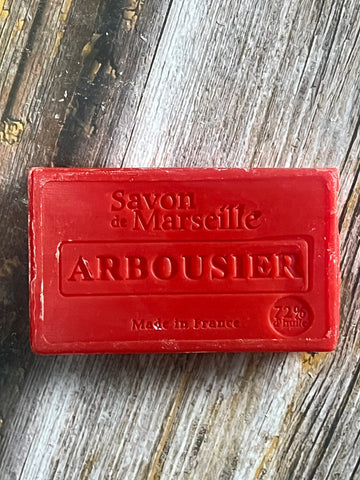 Savon
de Marseille
ARBOUSIER
Made in France
72%
d'huile